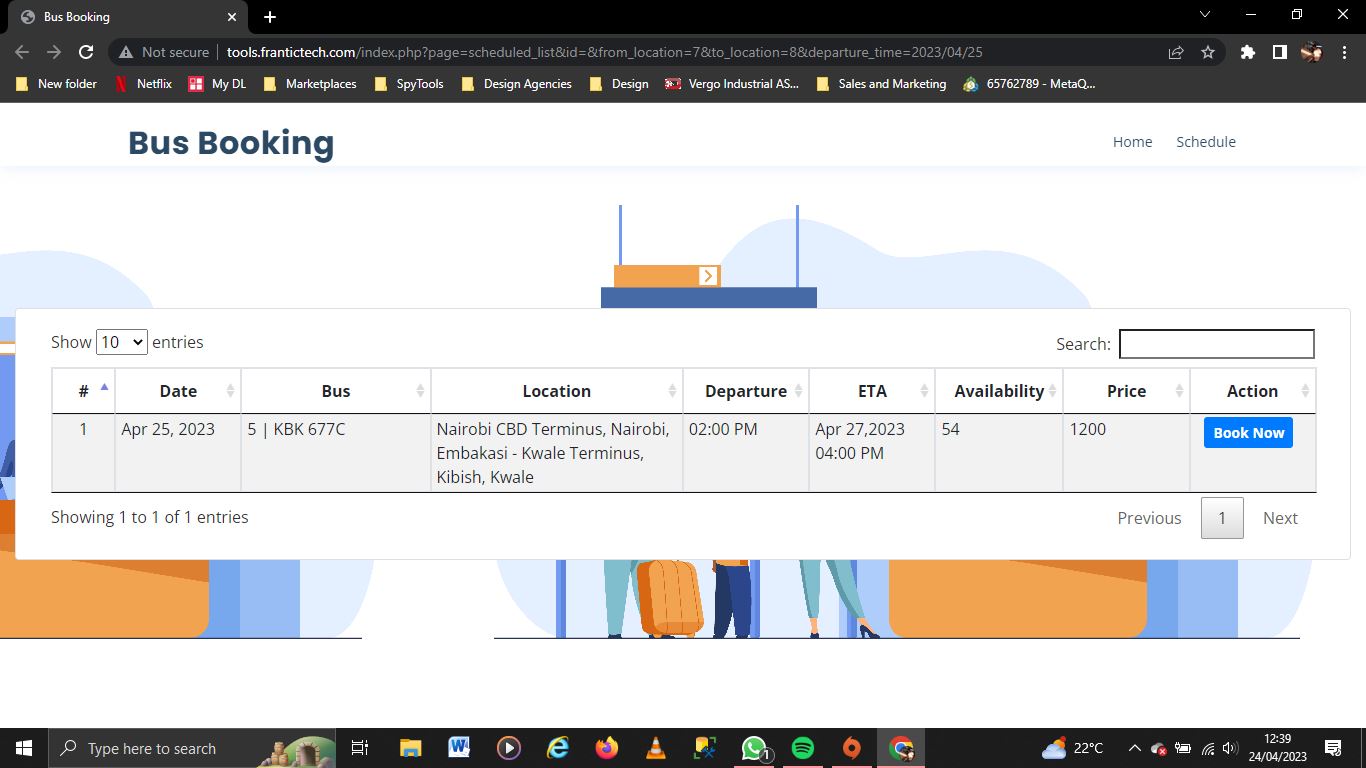 Bus Booking
Not secure
tools.frantictech.com/index.php?page=scheduled_list&id=&from_location=7&to_location=8&departure_time=2023/04/25
New folder
Netflix
My DL
Marketplaces
SpyTools
Design Agencies
Design
Vergo Industrial AS...
Sales and Marketing
65762789 - MetaQ...
Bus Booking
Home
Schedule
Show 10 entries
Search:
# Date Bus Location Departure ETA Availability Price Action
1 Apr 25, 2023 5 | KBK 677C Nairobi CBD Terminus, Nairobi, 02:00 PM Apr 27,2023 54 1200 Book Now
Embakasi - Kwale Terminus, 04:00 PM
Kibish, Kwale
Showing 1 to 1 of 1 entries
Previous 1 Next
Type here to search
1
22°C
12:39
24/04/2023